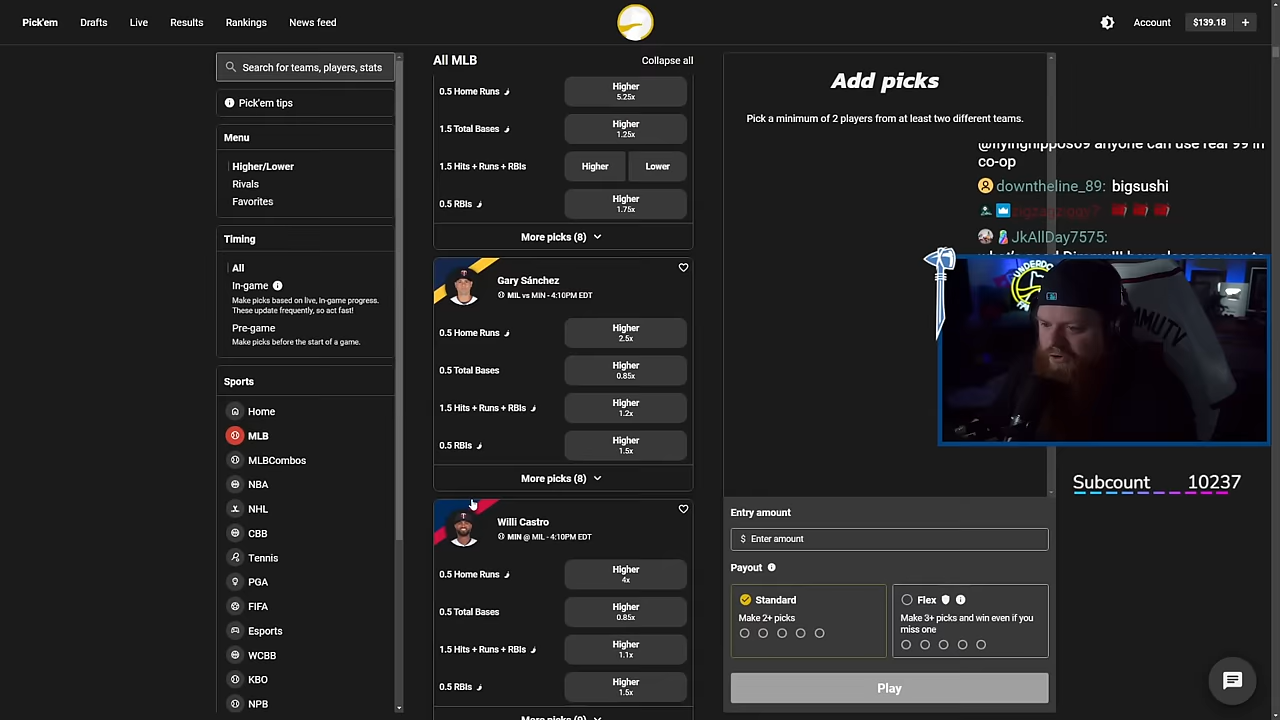 Pick'em
Drafts
Live
Results
Rankings
News feed
Account
$139.18
+
Search for teams, players, stats
Pick'em tips
Menu
Higher/Lower
Rivals
Favorites
Timing
All
In-game
Make picks based on live, in-game progress.
These update frequently, so act fast!
Pre-game
Make picks before the start of a game.
Sports
Home
MLB
MLBCombos
NBA
NHL
CBB
Tennis
PGA
FIFA
Esports
WCBB
KBO
NPB
All MLB
Collapse all
0.5 Home Runs
Higher
5.25x
1.5 Total Bases
Higher
1.25x
1.5 Hits + Runs + RBIs
Higher
Lower
0.5 RBIs
Higher
1.75x
More picks (8)
Gary Sánchez
MIL vs MIN - 4:10PM EDT
0.5 Home Runs
Higher
2.5x
0.5 Total Bases
Higher
0.85x
1.5 Hits + Runs + RBIs
Higher
1.2x
0.5 RBIs
Higher
1.5x
More picks (8)
Willi Castro
MIN @ MIL - 4:10PM EDT
0.5 Home Runs
Higher
4x
0.5 Total Bases
Higher
0.85x
1.5 Hits + Runs + RBIs
Higher
1.1x
0.5 RBIs
Higher
1.5x
More picks (9)
Add picks
Pick a minimum of 2 players from at least two different teams.
Entry amount
$ Enter amount
Payout
Standard
Make 2+ picks
Flex
Make 3+ picks and win even if you
miss one
Play
anyone can use real 99 in
co-op
downtheline_89: bigsushi
JkAllDay7575:
Subcount 10237